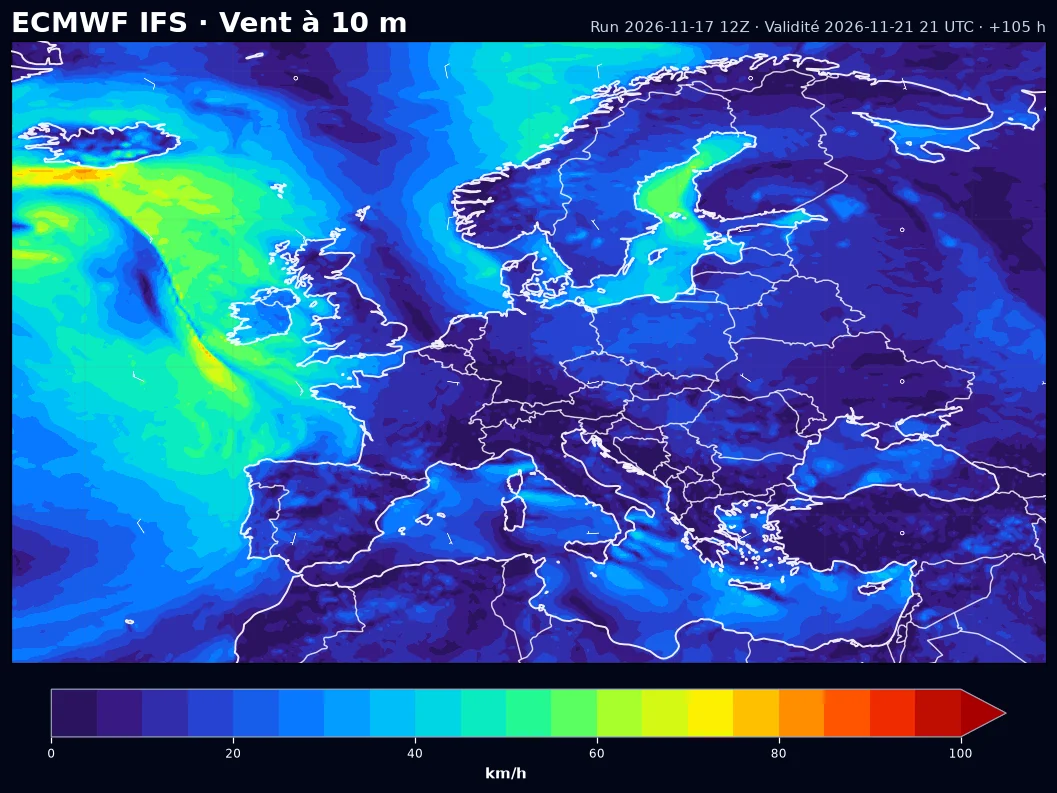 ECMWF IFS · Vent à 10 m
Run 2026-11-17 12Z · Validité 2026-11-21 21 UTC · +105 h
0 20 40 60 80 100
km/h